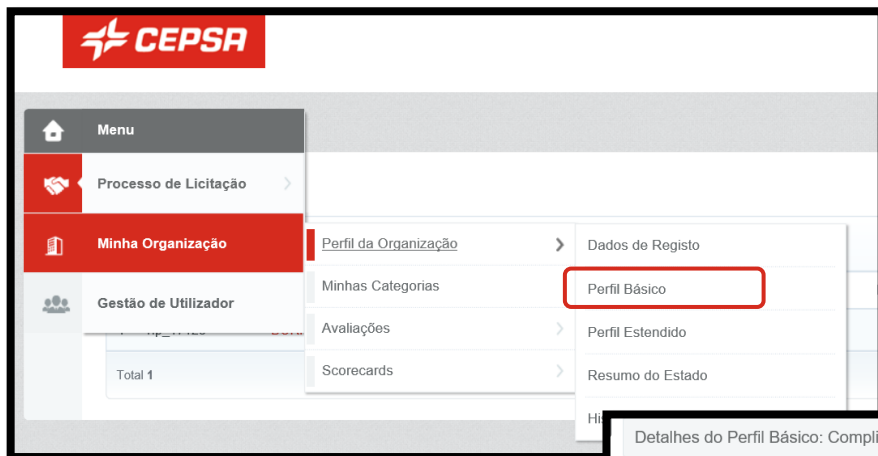 CEPSA
Menu
Processo de Licitação
Minha Organização
Gestão de Utilizador
Perfil da Organização
Minhas Categorias
Avaliações
Scorecards
Dados de Registo
Perfil Básico
Perfil Estendido
Resumo do Estado
Total 1
Detalhes do Perfil Básico: Compli